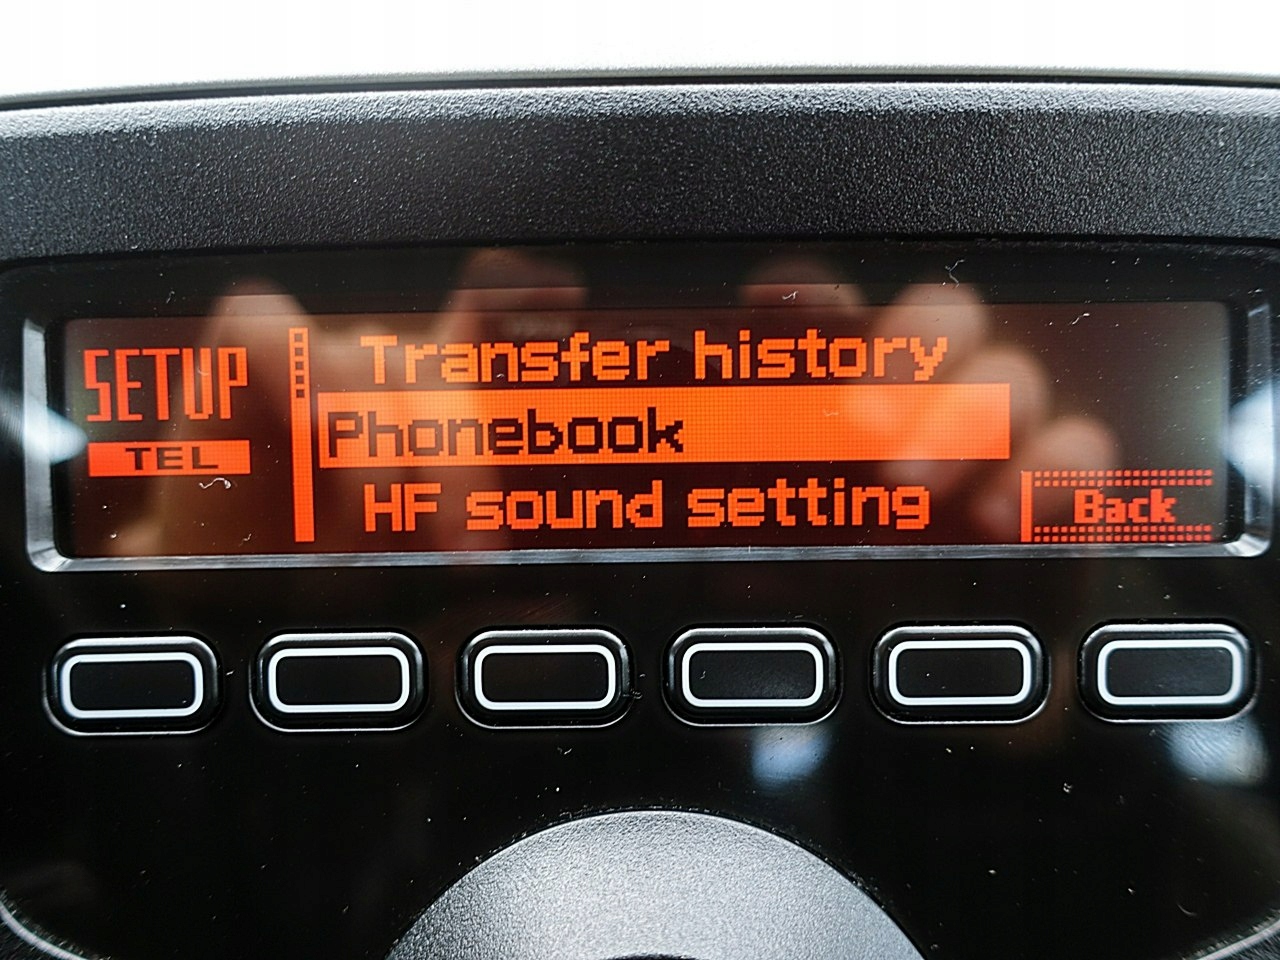 SETUP
TEL
Transfer history
Phonebook
HF sound setting
Back